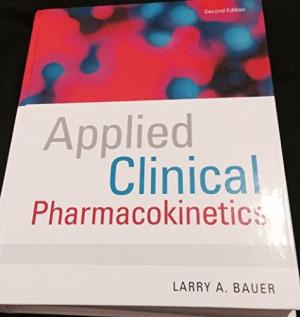 Second Edition
Applied
Clinical
Pharmacokinetics
LARRY A. BAUER